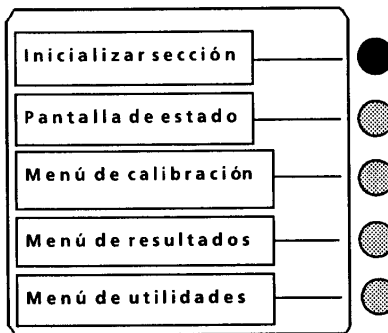 Inicializar sección
Pantalla de estado
Menú de calibración
Menú de resultados
Menú de utilidades